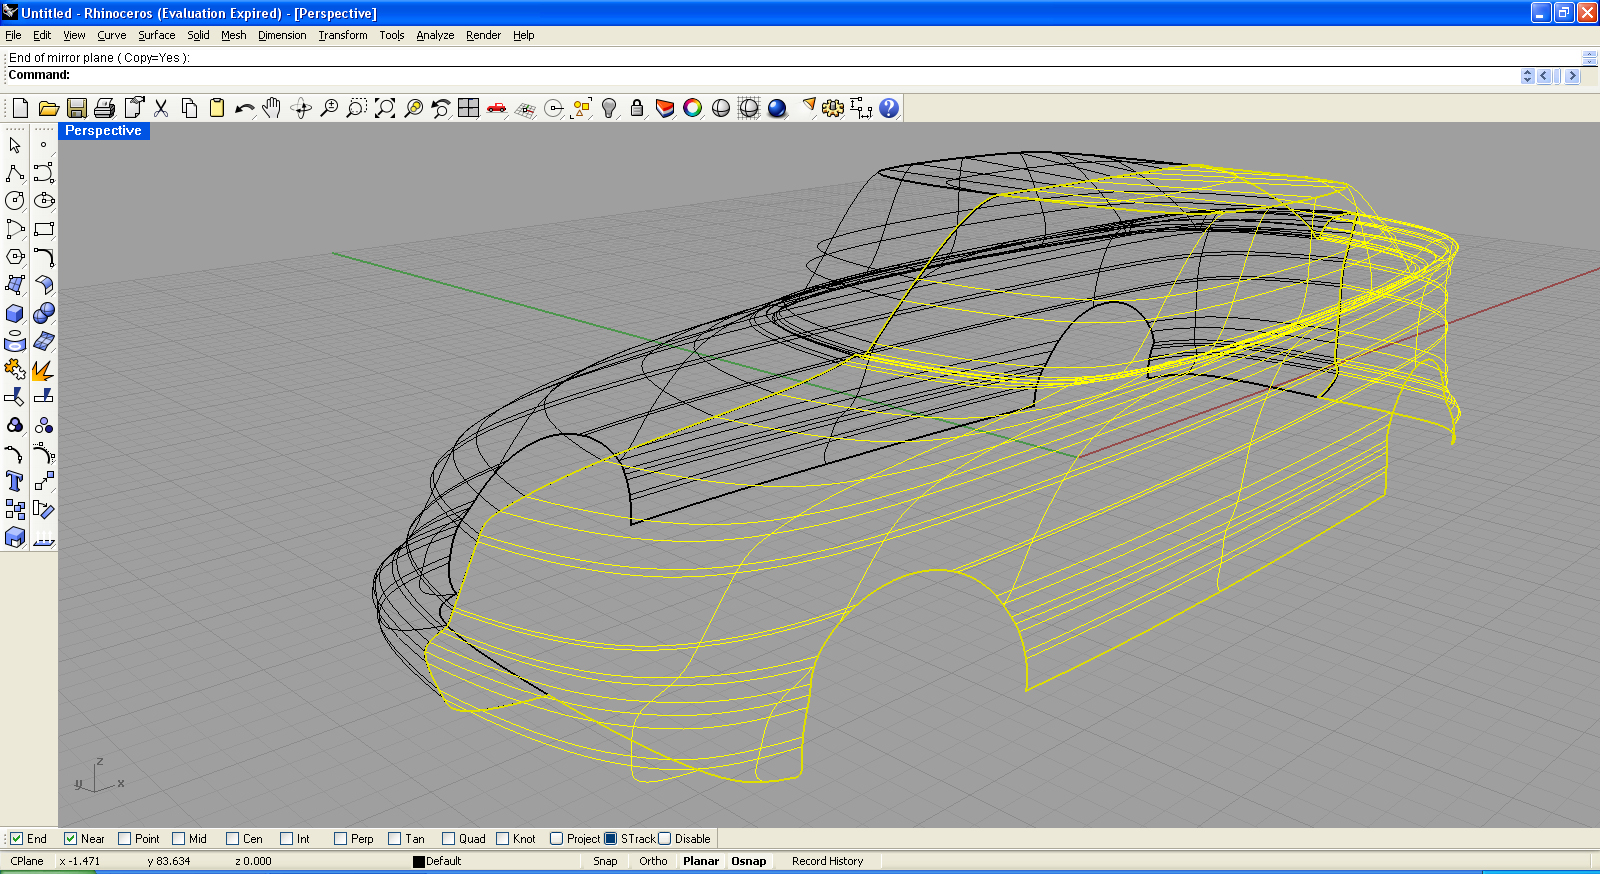 Untitled - Rhinoceros (Evaluation Expired) - [Perspective]
File Edit View Curve Surface Solid Mesh Dimension Transform Tools Analyze Render Help
End of mirror plane ( Copy=Yes ):
Command:
Perspective
z
y x
End Near Point Mid Cen Int Perp Tan Quad Knot Project STrack Disable
CPlane x -1.471 y 83.634 z 0.000 Default Snap Ortho Planar Osnap Record History